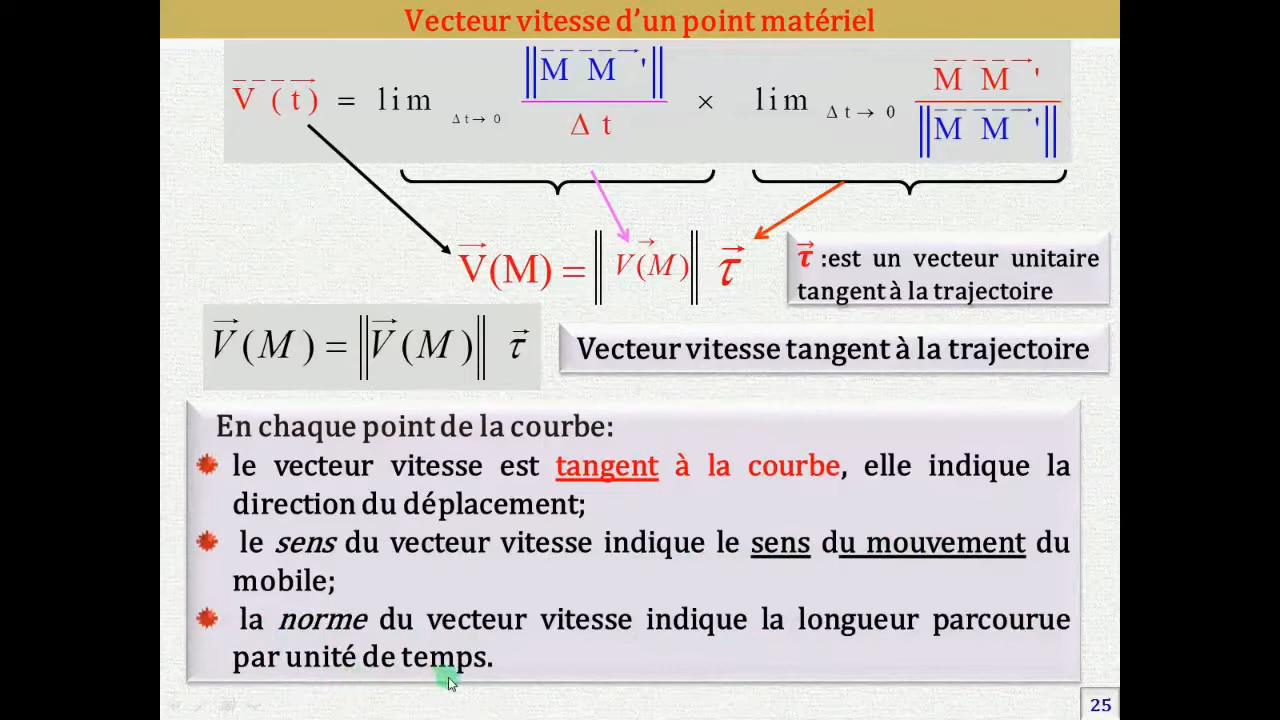 Vecteur vitesse d'un point matériel
V (t) = lim Δt→0 ‖M M '‖ / Δt × lim Δt→0 M M ' / ‖M M '‖
V(M) = ‖V(M)‖ τ
τ :est un vecteur unitaire
tangent à la trajectoire
V(M) = ‖V(M)‖ τ
Vecteur vitesse tangent à la trajectoire
En chaque point de la courbe:
le vecteur vitesse est tangent à la courbe, elle indique la
direction du déplacement;
le sens du vecteur vitesse indique le sens du mouvement du
mobile;
la norme du vecteur vitesse indique la longueur parcourue
par unité de temps.
25